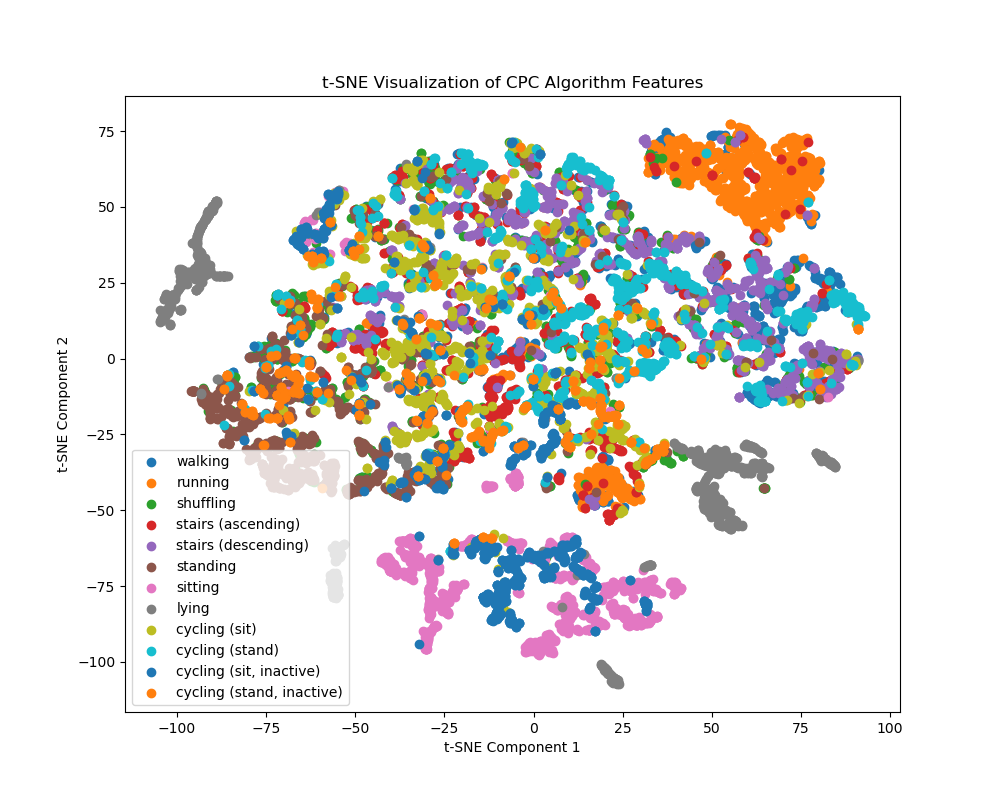 t-SNE Visualization of CPC Algorithm Features
t-SNE Component 2
75
50
25
0
−25
−50
−75
−100
walking
running
shuffling
stairs (ascending)
stairs (descending)
standing
sitting
lying
cycling (sit)
cycling (stand)
cycling (sit, inactive)
cycling (stand, inactive)
−100 −75 −50 −25 0 25 50 75 100
t-SNE Component 1